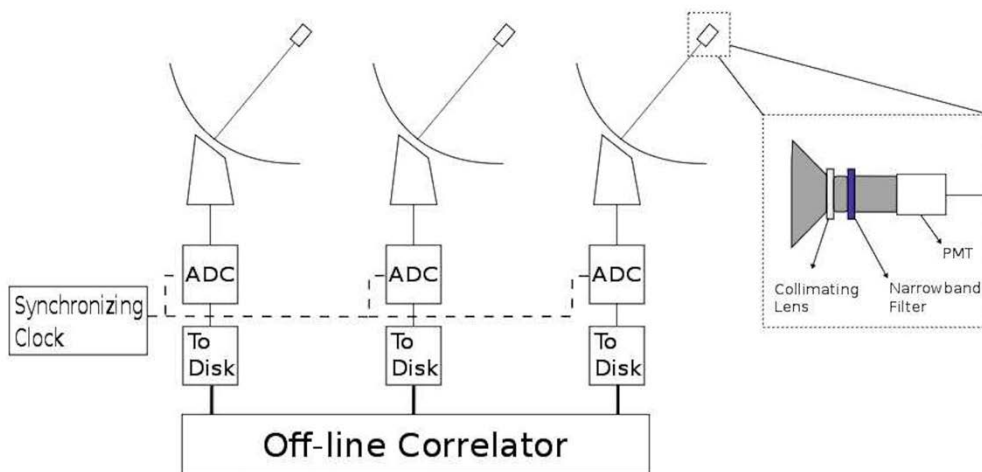 PMT
Collimating
Lens
Narrowband
Filter
ADC
ADC
ADC
Synchronizing
Clock
To
Disk
To
Disk
To
Disk
Off-line Correlator